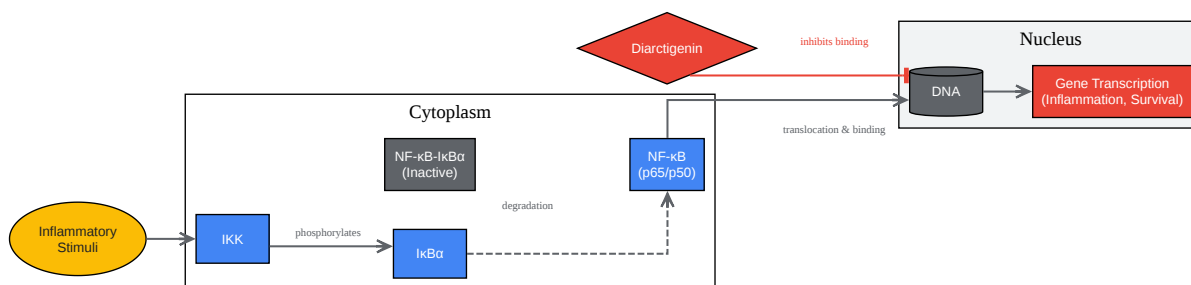 Diarctigenin
inhibits binding
Nucleus
DNA
Gene Transcription
(Inflammation, Survival)
translocation & binding
Cytoplasm
NF-κB-IκBα
(Inactive)
NF-κB
(p65/p50)
degradation
Inflammatory
Stimuli
IKK
phosphorylates
IκBα